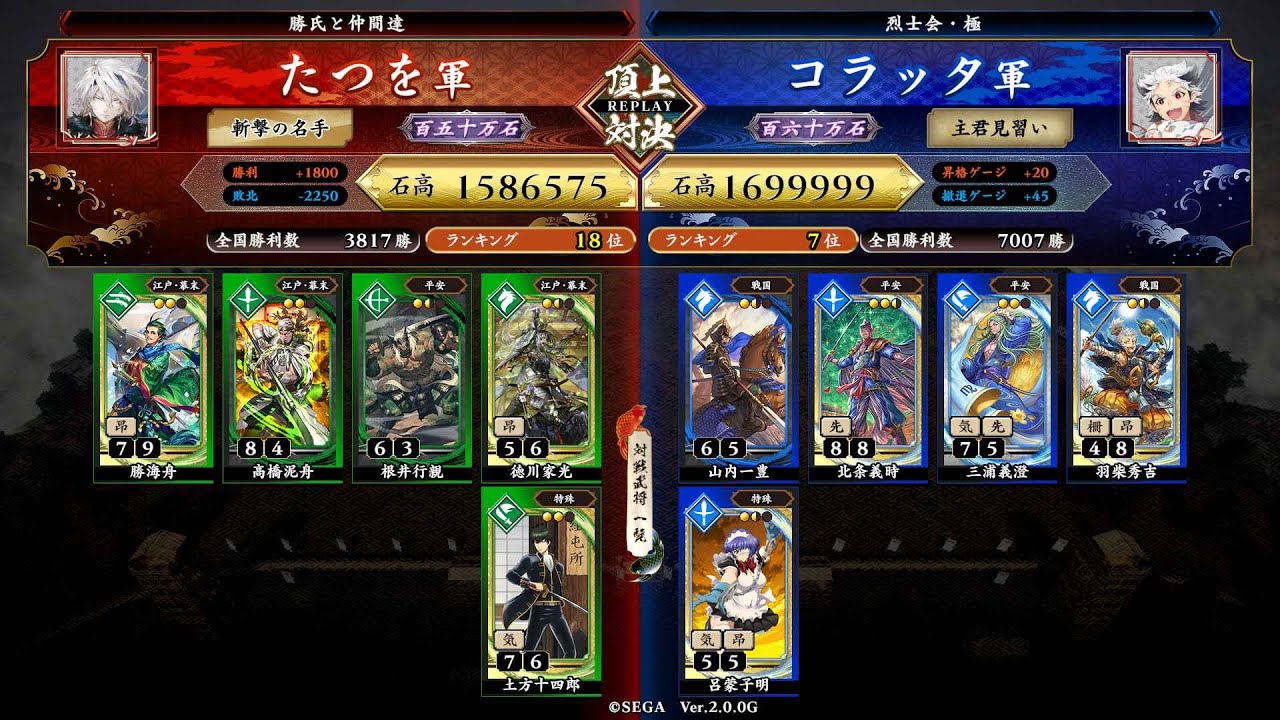 勝氏と仲間達
烈士会・極
たつを軍
頂上
REPLAY
対決
コラッタ軍
斬撃の名手
百五十万石
百六十万石
主君見習い
勝利 +1800
敗北 -2250
石高 1586575
石高 1699999
昇格ゲージ +20
撤退ゲージ +45
全国勝利数 3817勝
ランキング 18位
ランキング 7位
全国勝利数 7007勝
江戸・幕末
昴
7 9
勝海舟
江戸・幕末
8 4
高橋泥舟
平安
6 3
根井行親
江戸・幕末
昴
5 6
徳川家光
戦国
6 5
山内一豊
平安
先
8 8
北条義時
平安
気 先
7 5
三浦義澄
戦国
柵 昴
4 8
羽柴秀吉
対戦武将一覧
特殊
屯所
気
7 6
土方十四郎
特殊
気 昴
5 5
呂蒙子明
©SEGA Ver.2.0.0G